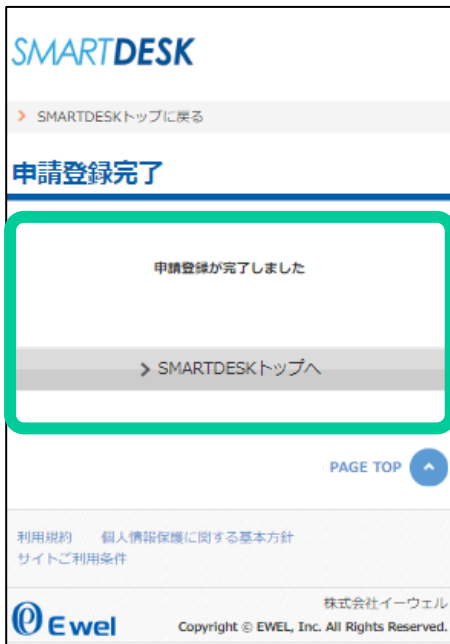 SMARTDESK
SMARTDESKトップに戻る
申請登録完了
申請登録が完了しました
SMARTDESKトップへ
PAGE TOP
利用規約 個人情報保護に関する基本方針
サイトご利用条件
株式会社イーウェル
Ewel Copyright © EWEL, Inc. All Rights Reserved.